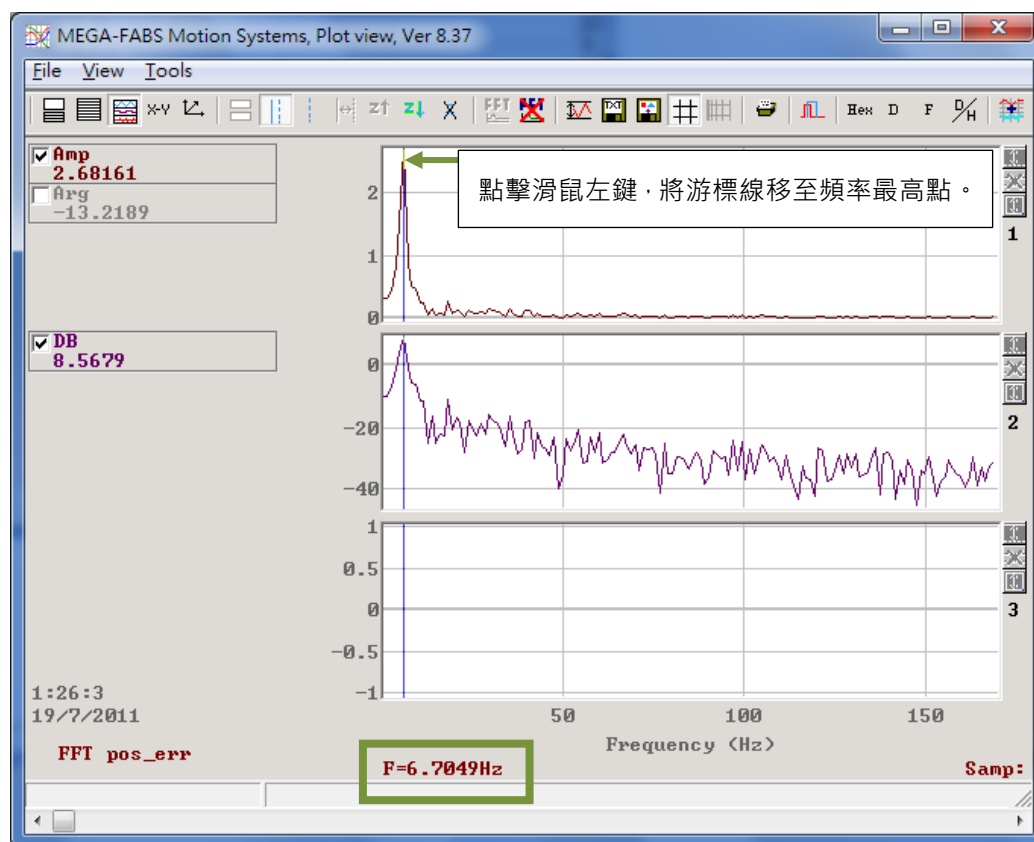 MEGA-FABS Motion Systems, Plot view, Ver 8.37
File View Tools
X-Y Z↑ Z↓ X FFT FFT TXT Hex D F D/H
Amp
2.68161
Arg
-13.2189
2
1
0
點擊滑鼠左鍵，將游標線移至頻率最高點。
1
DB
8.5679
0
-20
-40
2
1
0.5
0
-0.5
-1
3
1:26:3
19/7/2011
50 100 150
Frequency (Hz)
FFT pos_err
F=6.7049Hz
Samp: